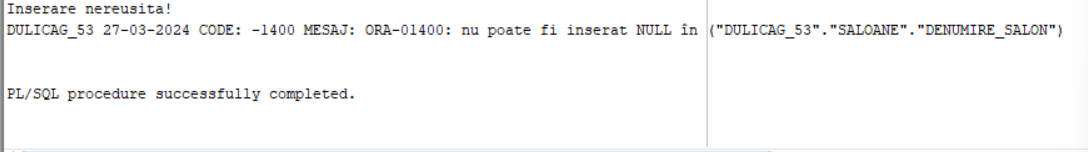 Inserare nereusita!
DULICAG_53 27-03-2024 CODE: -1400 MESAJ: ORA-01400: nu poate fi inserat NULL în ("DULICAG_53"."SALOANE"."DENUMIRE_SALON")
PL/SQL procedure successfully completed.